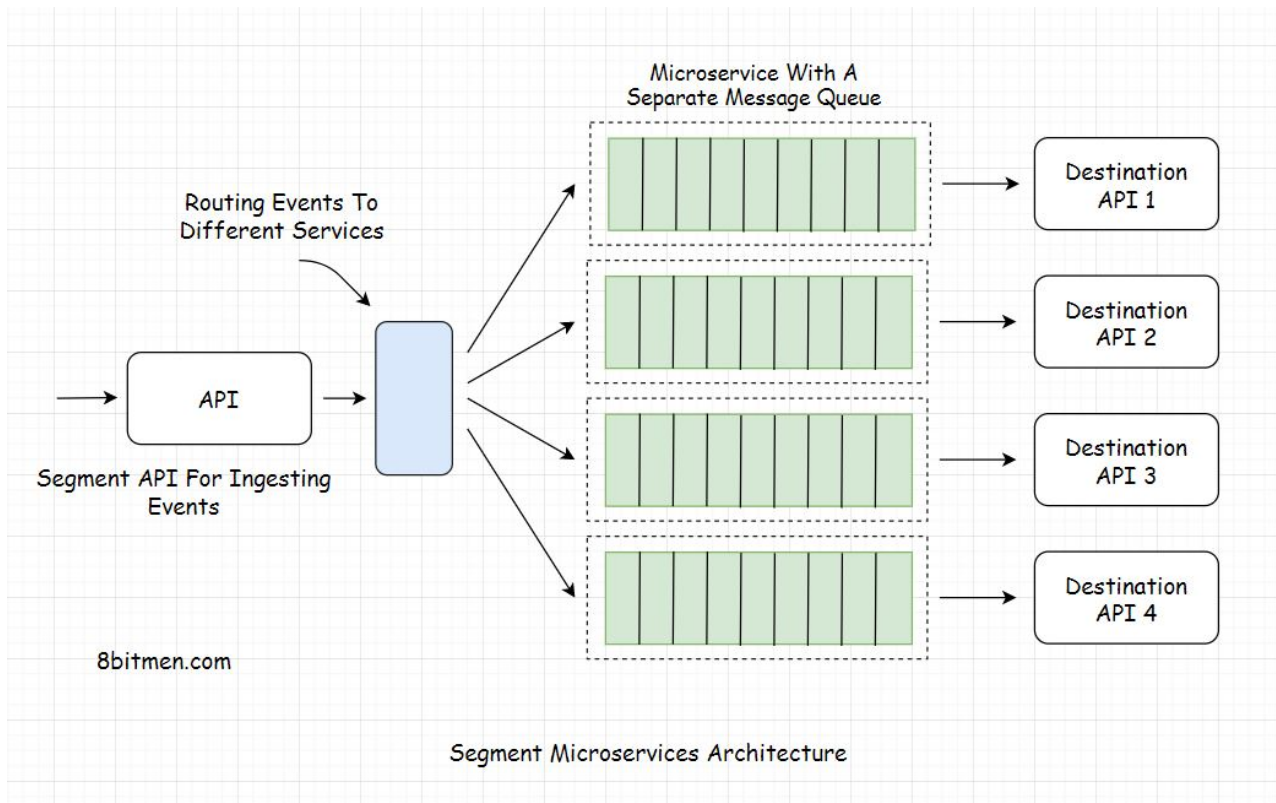 Microservice With A
Separate Message Queue
Routing Events To
Different Services
API
Segment API For Ingesting
Events
Destination
API 1
Destination
API 2
Destination
API 3
Destination
API 4
8bitmen.com
Segment Microservices Architecture